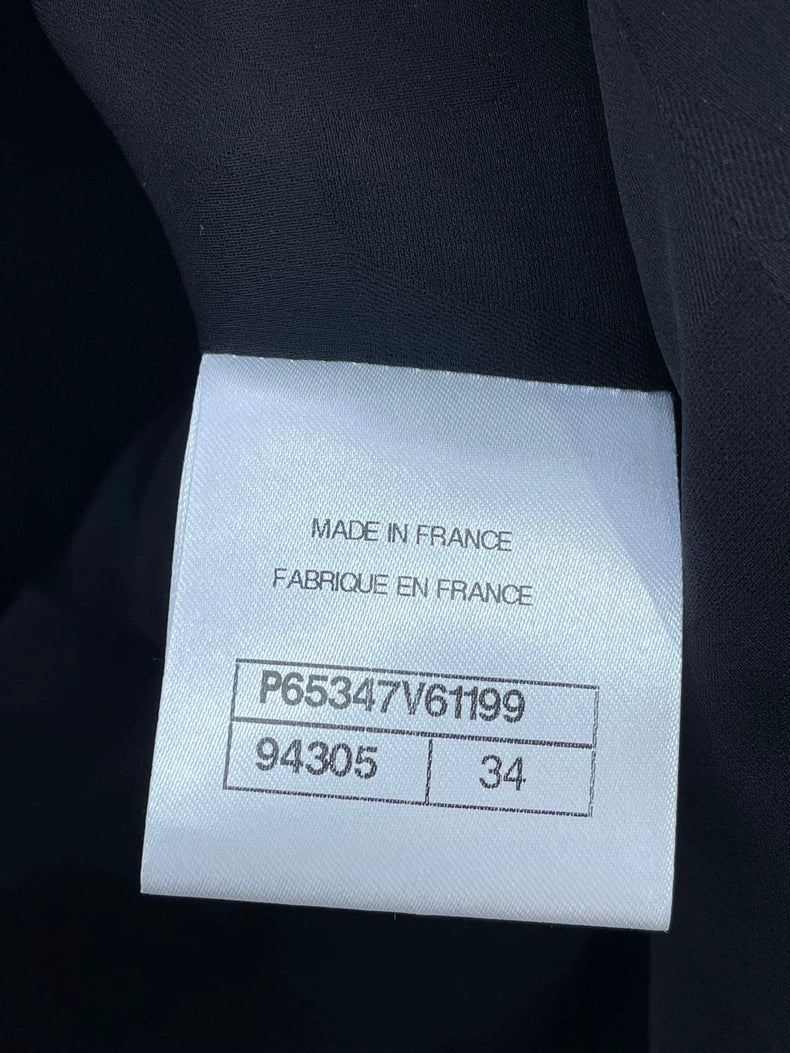 MADE IN FRANCE
FABRIQUE EN FRANCE
P65347V61199
94305 34